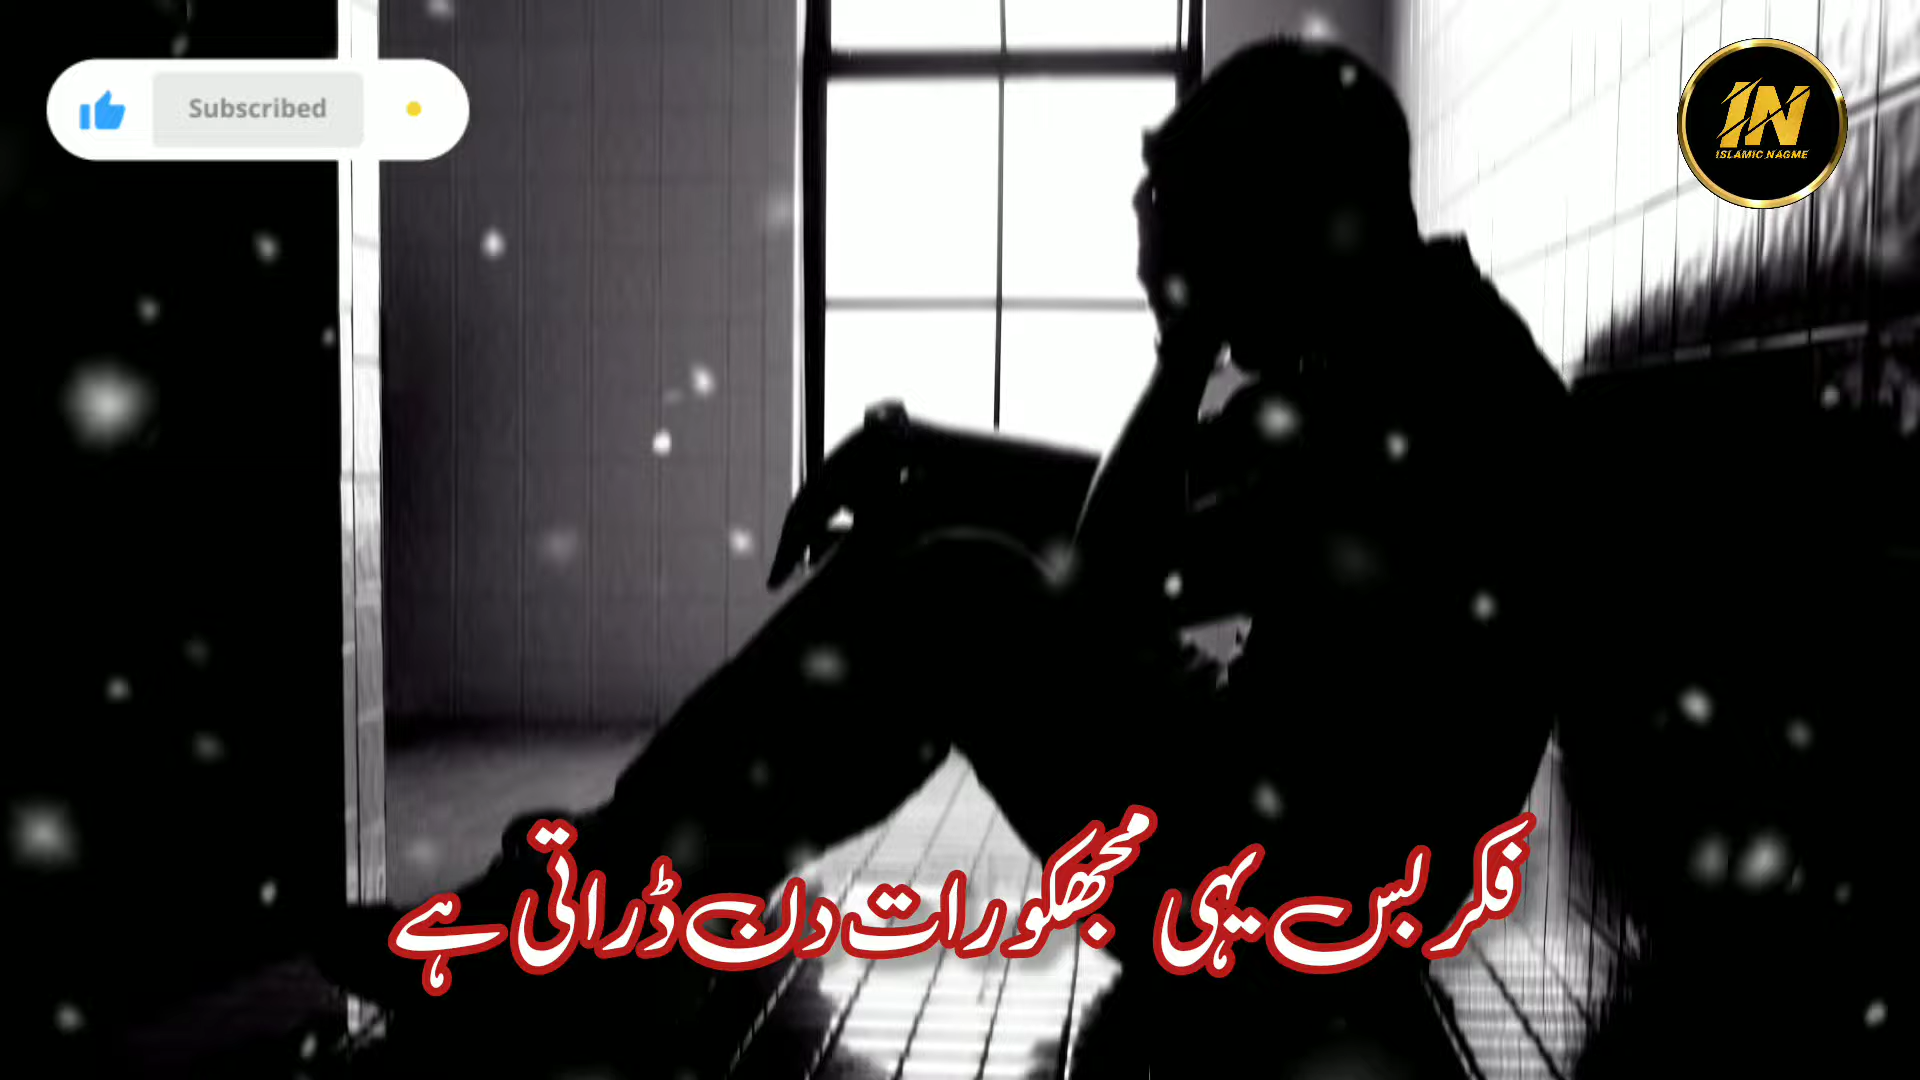 Subscribed
IN
ISLAMIC NAGME
فکر بس یہی مجھکو رات دن ڈراتی ہے